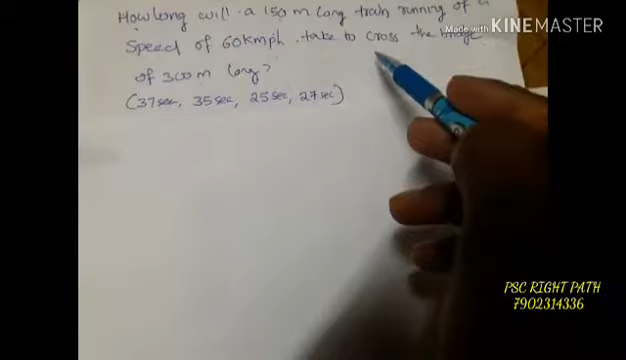 How long will a 150 m long train running of a
Made with KINEMASTER
Speed of 60kmph . take to cross the bridge
of 300m long?
(37sec, 35sec, 25sec, 27sec)
PSC RIGHT PATH
7902314336